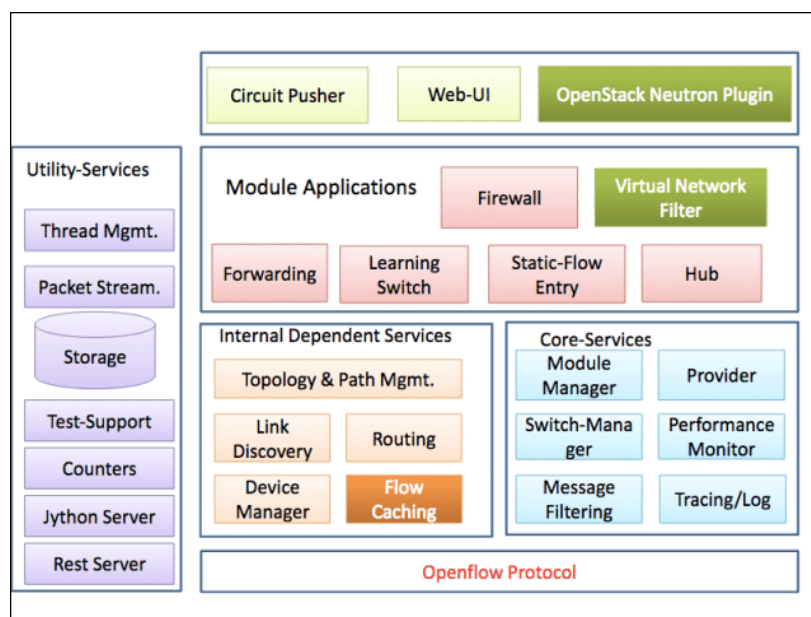 Circuit Pusher
Web-UI
OpenStack Neutron Plugin
Utility-Services
Thread Mgmt.
Packet Stream.
Storage
Test-Support
Counters
Jython Server
Rest Server
Module Applications
Firewall
Virtual Network
Filter
Forwarding
Learning
Switch
Static-Flow
Entry
Hub
Internal Dependent Services
Topology & Path Mgmt.
Link
Discovery
Routing
Device
Manager
Flow
Caching
Core-Services
Module
Manager
Provider
Switch-Mana
ger
Performance
Monitor
Message
Filtering
Tracing/Log
Openflow Protocol